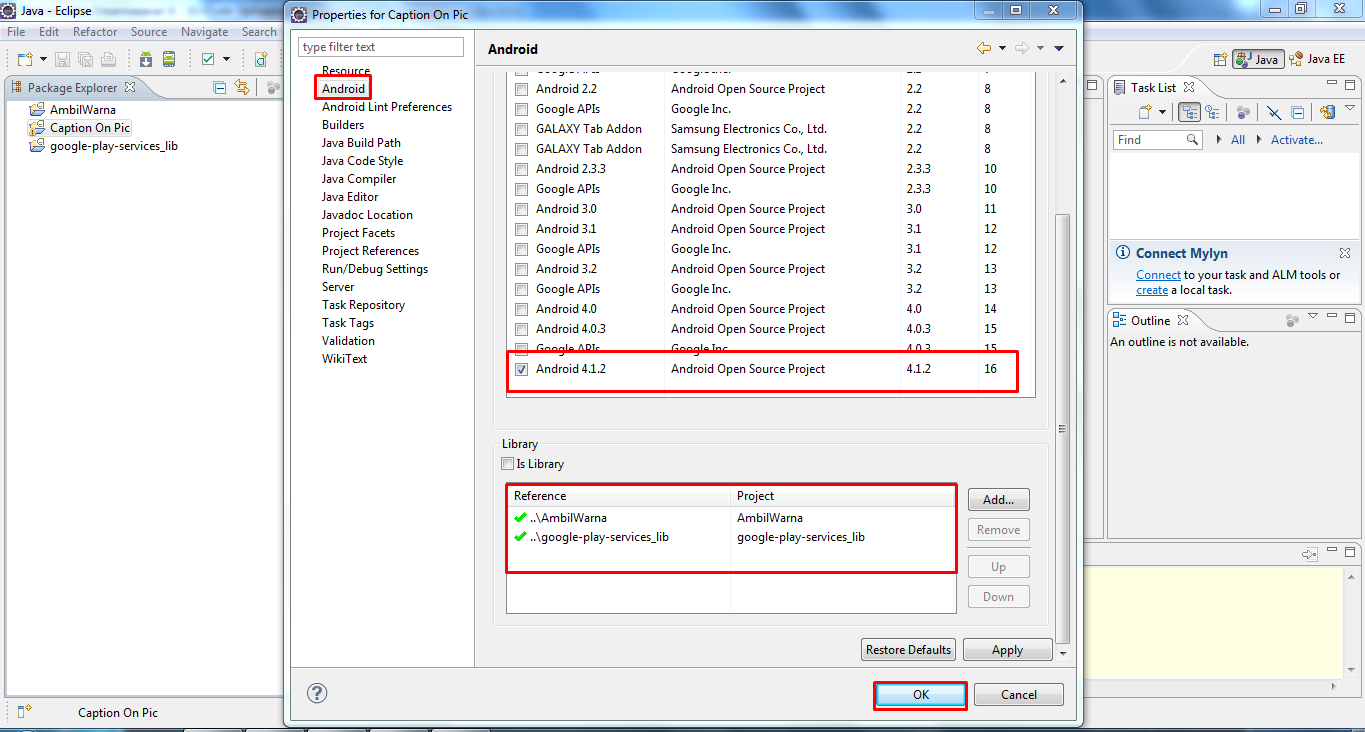 Java - Eclipse
File Edit Refactor Source Navigate Search
Java
Java EE
Package Explorer
AmbilWarna
Caption On Pic
google-play-services_lib
Properties for Caption On Pic
type filter text
Resource
Android
Android Lint Preferences
Builders
Java Build Path
Java Code Style
Java Compiler
Java Editor
Javadoc Location
Project Facets
Project References
Run/Debug Settings
Server
Task Repository
Task Tags
Validation
WikiText
Android
Google APIs Google Inc. 2.1 7
Android 2.2 Android Open Source Project 2.2 8
Google APIs Google Inc. 2.2 8
GALAXY Tab Addon Samsung Electronics Co., Ltd. 2.2 8
GALAXY Tab Addon Samsung Electronics Co., Ltd. 2.2 8
Android 2.3.3 Android Open Source Project 2.3.3 10
Google APIs Google Inc. 2.3.3 10
Android 3.0 Android Open Source Project 3.0 11
Android 3.1 Android Open Source Project 3.1 12
Google APIs Google Inc. 3.1 12
Android 3.2 Android Open Source Project 3.2 13
Google APIs Google Inc. 3.2 13
Android 4.0 Android Open Source Project 4.0 14
Android 4.0.3 Android Open Source Project 4.0.3 15
Google APIs Google Inc. 4.0.3 15
Android 4.1.2 Android Open Source Project 4.1.2 16
Library
Is Library
Reference Project
..\AmbilWarna AmbilWarna
..\google-play-services_lib google-play-services_lib
Add...
Remove
Up
Down
Restore Defaults
Apply
OK
Cancel
Task List
Find
All
Activate...
Connect Mylyn
Connect to your task and ALM tools or
create a local task.
Outline
An outline is not available.
Caption On Pic